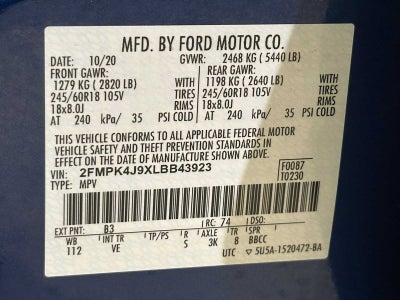 MFD. BY FORD MOTOR CO.
DATE: 10/20 GVWR: 2468 KG (5440 LB)
FRONT GAWR: REAR GAWR:
1279 KG (2820 LB) WITH 1198 KG (2640 LB) WITH
245/60R18 105V TIRES 245/60R18 105V TIRES
18x8.0J RIMS 18x8.0J RIMS
AT 240 kPa/ 35 PSI COLD AT 240 kPa/ 35 PSI COLD
THIS VEHICLE CONFORMS TO ALL APPLICABLE FEDERAL MOTOR
VEHICLE SAFETY AND THEFT PREVENTION STANDARDS IN EFFECT
ON THE DATE OF MANUFACTURE SHOWN ABOVE.
VIN: 2FMPK4J9XLBB43923 F0087
TYPE: MPV T0230
EXT PNT: B3 RC: 74 DSO:
WB INT TR TP/PS R AXLE TR SPR
112 VE S 3K 8 BBCC
UTC ▽5U5A-1520472-BA